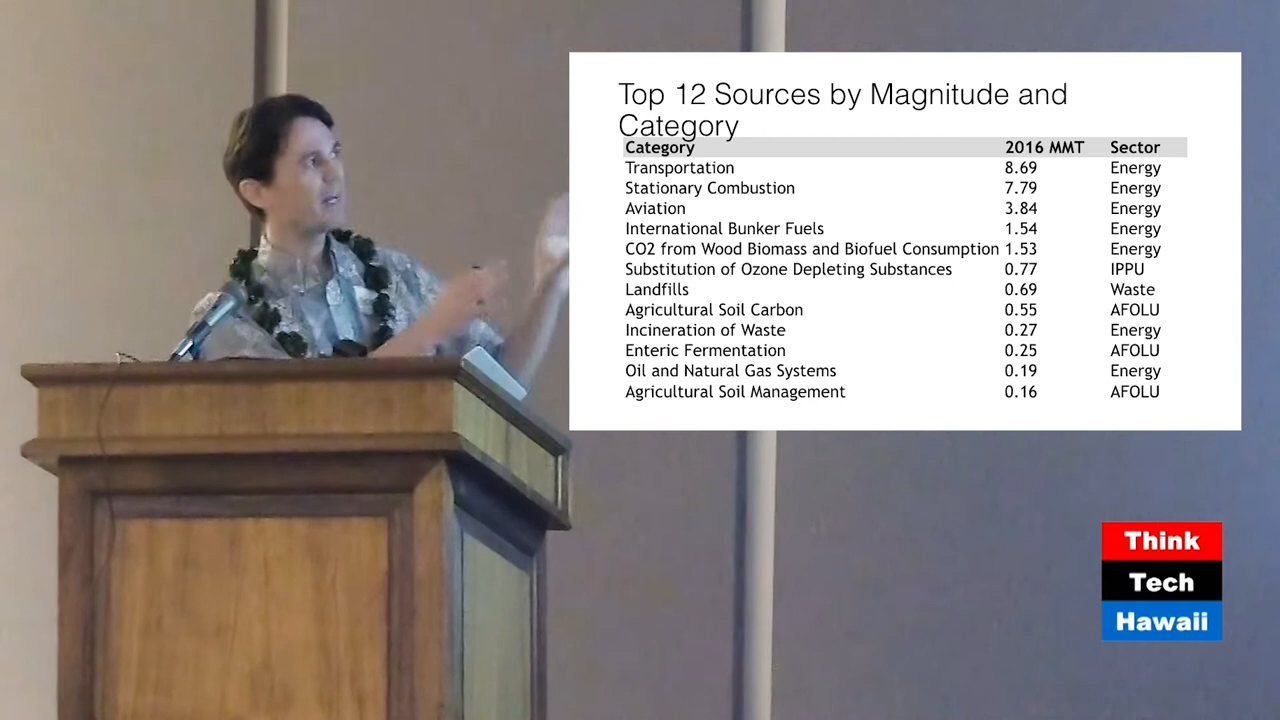 Top 12 Sources by Magnitude and
Category
Category 2016 MMT Sector
Transportation 8.69 Energy
Stationary Combustion 7.79 Energy
Aviation 3.84 Energy
International Bunker Fuels 1.54 Energy
CO2 from Wood Biomass and Biofuel Consumption 1.53 Energy
Substitution of Ozone Depleting Substances 0.77 IPPU
Landfills 0.69 Waste
Agricultural Soil Carbon 0.55 AFOLU
Incineration of Waste 0.27 Energy
Enteric Fermentation 0.25 AFOLU
Oil and Natural Gas Systems 0.19 Energy
Agricultural Soil Management 0.16 AFOLU
Think
Tech
Hawaii